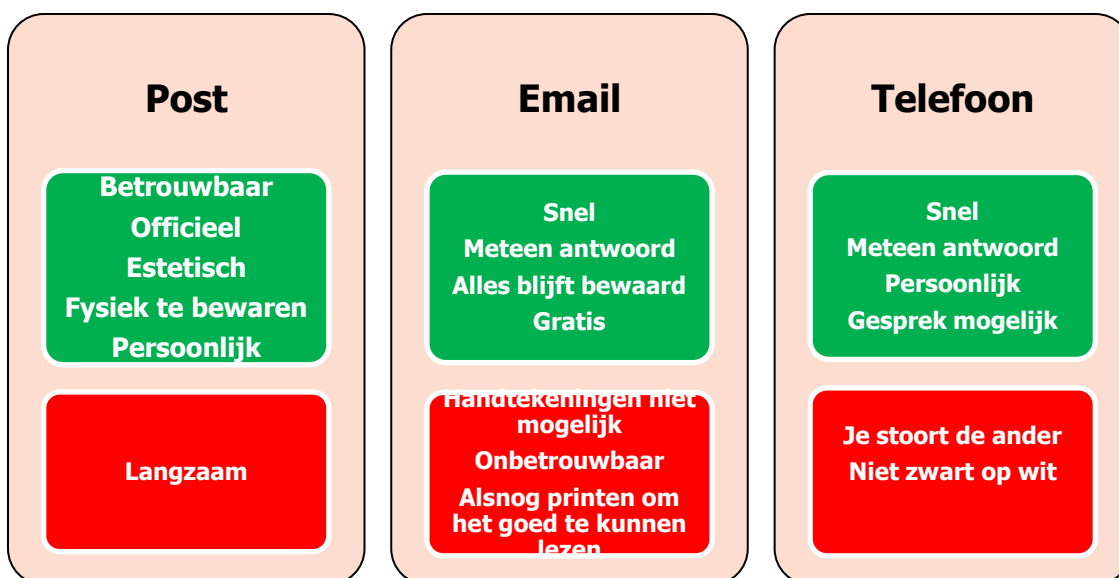 Post
Betrouwbaar
Officieel
Estetisch
Fysiek te bewaren
Persoonlijk
Langzaam
Email
Snel
Meteen antwoord
Alles blijft bewaard
Gratis
Handtekeningen niet
mogelijk
Onbetrouwbaar
Alsnog printen om
het goed te kunnen
lezen
Telefoon
Snel
Meteen antwoord
Persoonlijk
Gesprek mogelijk
Je stoort de ander
Niet zwart op wit